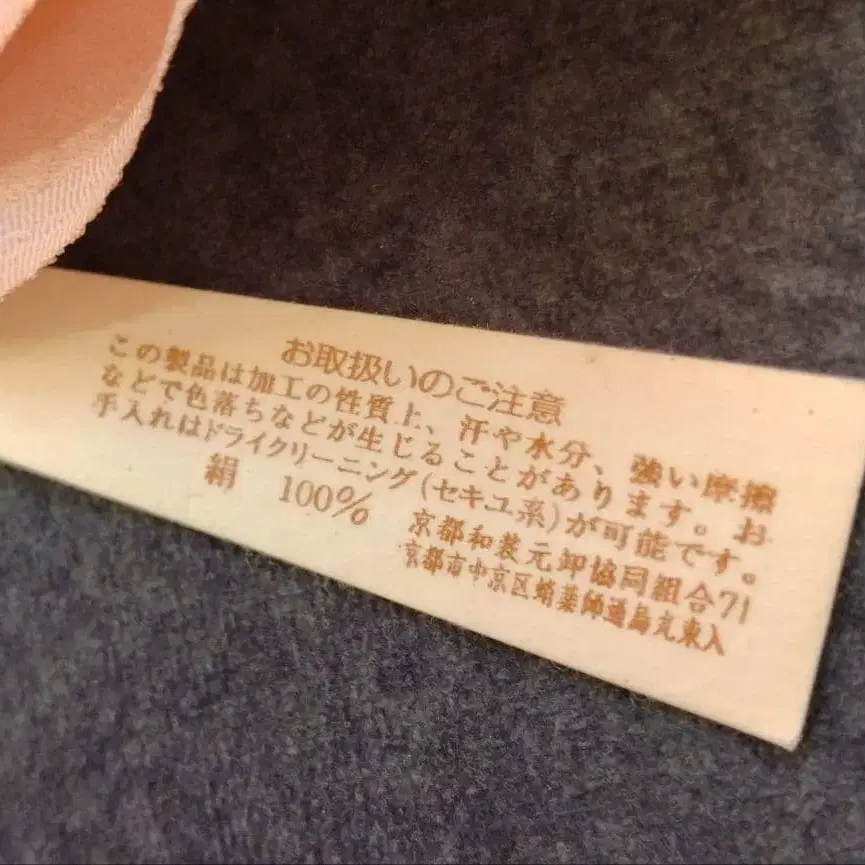 お取扱いのご注意
この製品は加工の性質上、汗や水分、強い摩擦
などで色落ちなどが生じることがあります。お
手入れはドライクリーニング(セキユ系)が可能です。
絹 100%
京都和装元卸協同組合71
京都市中京区蛸薬師通烏丸東入